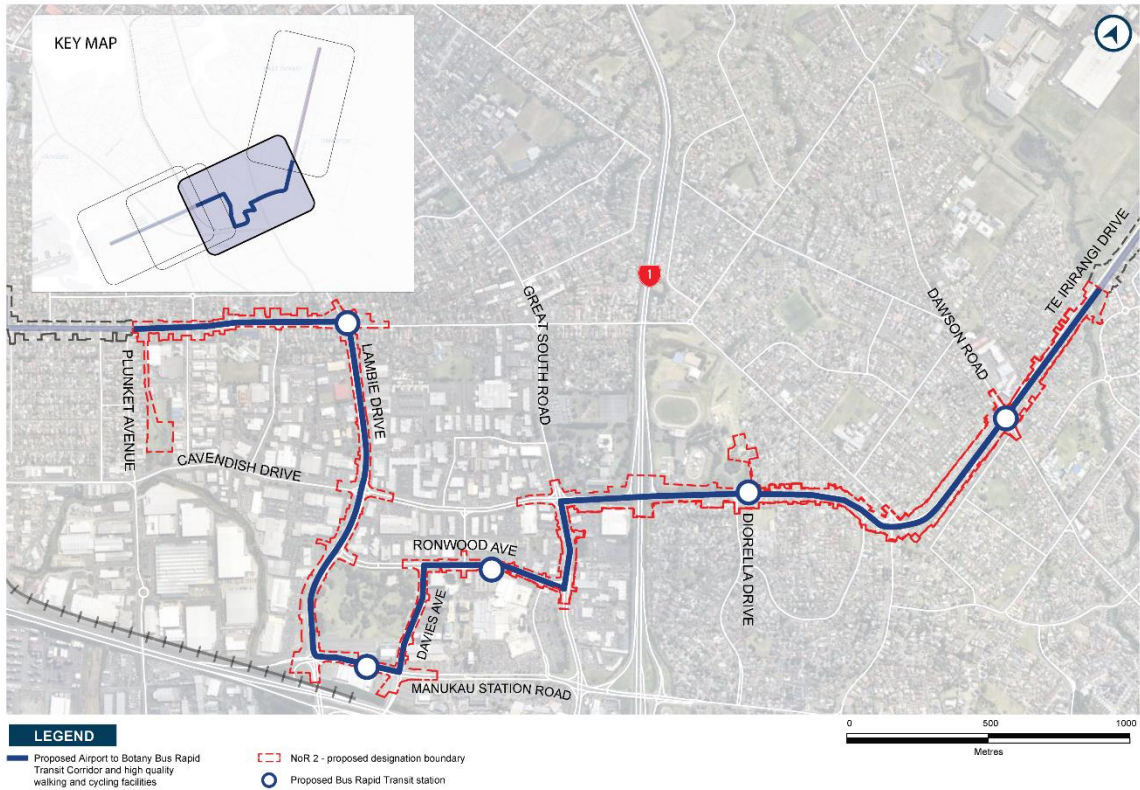 KEY MAP
1
GREAT SOUTH ROAD
TE IRIRANGI DRIVE
DAWSON ROAD
PLUNKET AVENUE
LAMBIE DRIVE
CAVENDISH DRIVE
RONWOOD AVE
DIORELLA DRIVE
DAVIES AVE
MANUKAU STATION ROAD
LEGEND
Proposed Airport to Botany Bus Rapid
Transit Corridor and high quality
walking and cycling facilities
NoR 2 - proposed designation boundary
Proposed Bus Rapid Transit station
0 500 1000
Metres